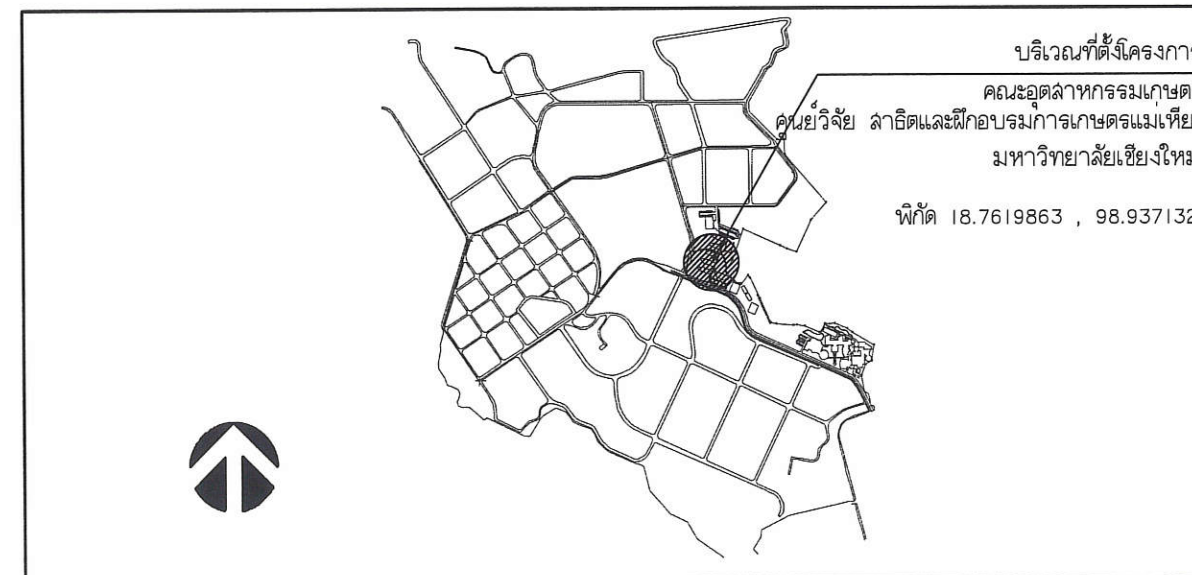 บริเวณที่ตั้งโครงการ
คณะอุตสาหกรรมเกษตร
ศูนย์วิจัย สาธิตและฝึกอบรมการเกษตรแม่เหียะ
มหาวิทยาลัยเชียงใหม่
พิกัด 18.7619863 , 98.937132